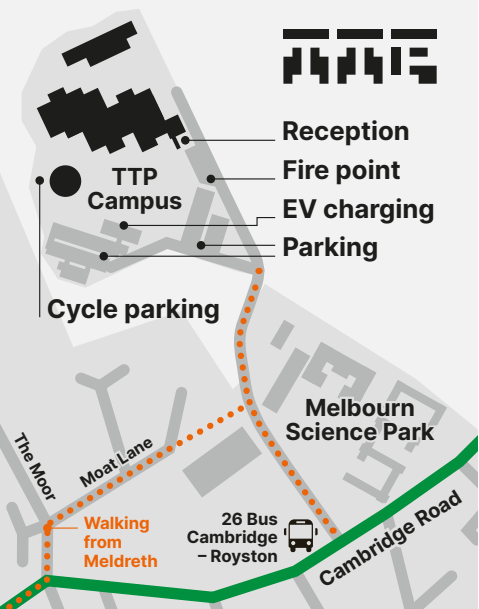 Reception
Fire point
TTP
Campus
EV charging
Parking
Cycle parking
Melbourn
Science Park
The Moor
Moat Lane
Walking
from
Meldreth
26 Bus
Cambridge
– Royston
Cambridge Road